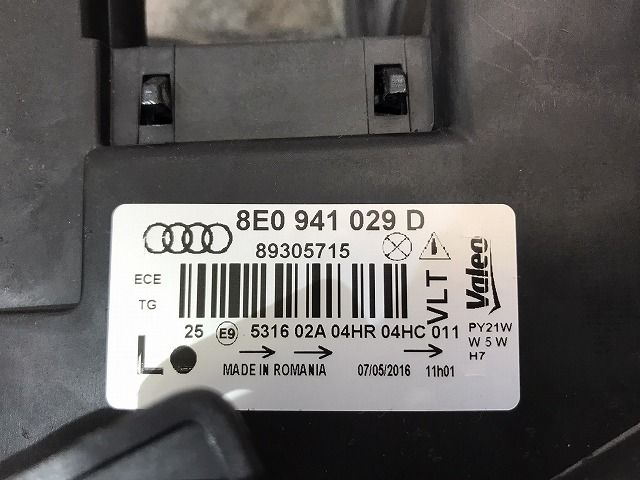 8E0 941 029 D
89305715
ECE
TG
VLT
Valeo
25 E9 5316 02A 04HR 04HC 011
PY21W
W 5 W
H7
L
MADE IN ROMANIA 07/05/2016 11h01